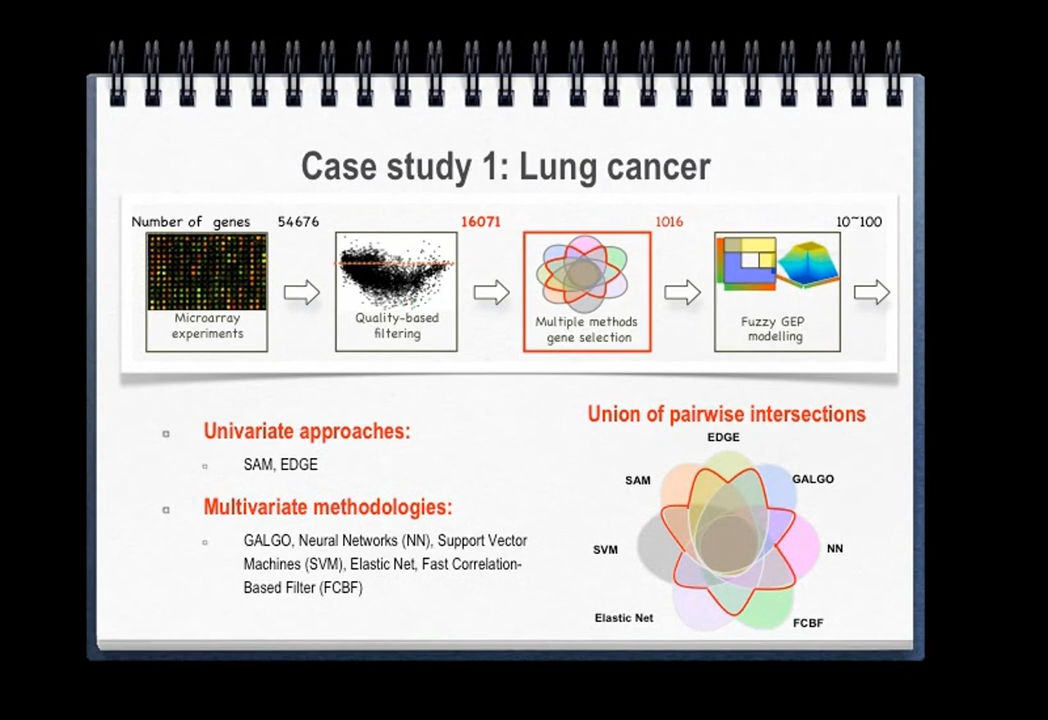 Case study 1: Lung cancer
Number of genes 54676 16071 1016 10~100
Microarray
experiments
Quality-based
filtering
Multiple methods
gene selection
Fuzzy GEP
modelling
Univariate approaches:
SAM, EDGE
Multivariate methodologies:
GALGO, Neural Networks (NN), Support Vector
Machines (SVM), Elastic Net, Fast Correlation-
Based Filter (FCBF)
Union of pairwise intersections
EDGE
SAM
GALGO
SVM
NN
Elastic Net
FCBF